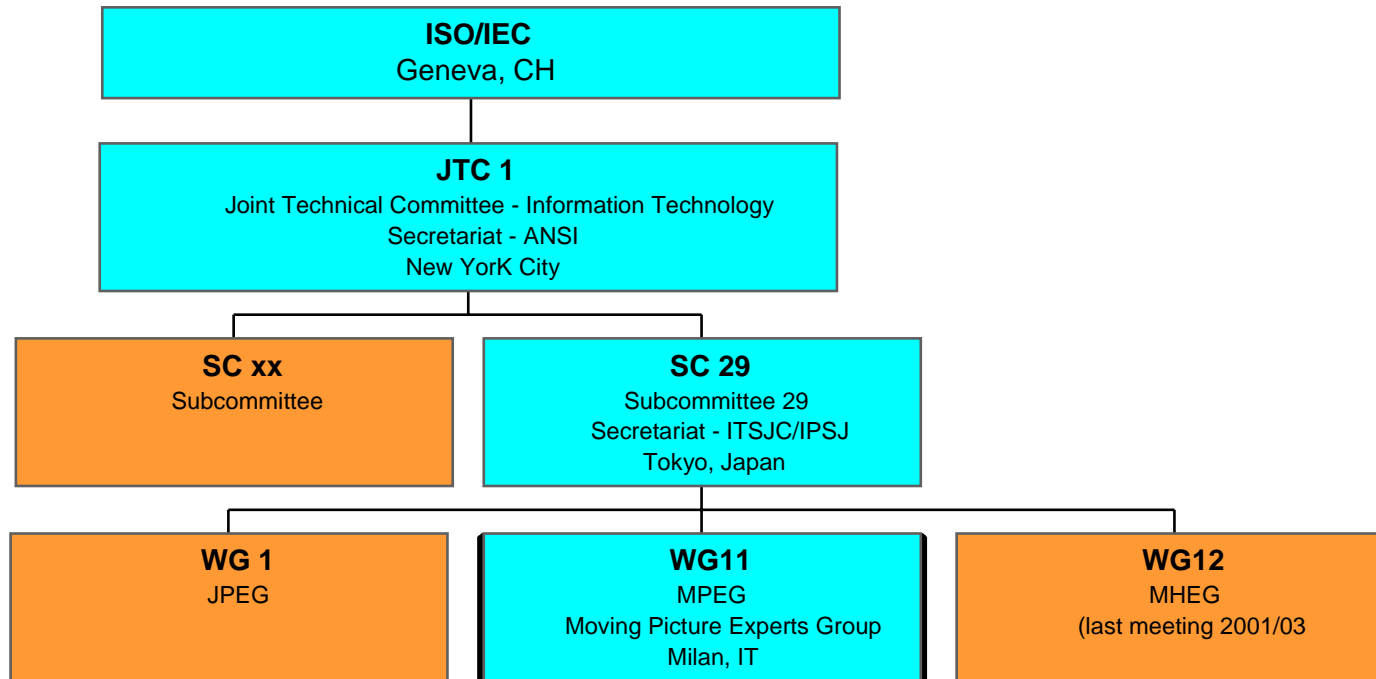 ISO/IEC
Geneva, CH
JTC 1
Joint Technical Committee - Information Technology
Secretariat - ANSI
New YorK City
SC xx
Subcommittee
SC 29
Subcommittee 29
Secretariat - ITSJC/IPSJ
Tokyo, Japan
WG 1
JPEG
WG11
MPEG
Moving Picture Experts Group
Milan, IT
WG12
MHEG
(last meeting 2001/03